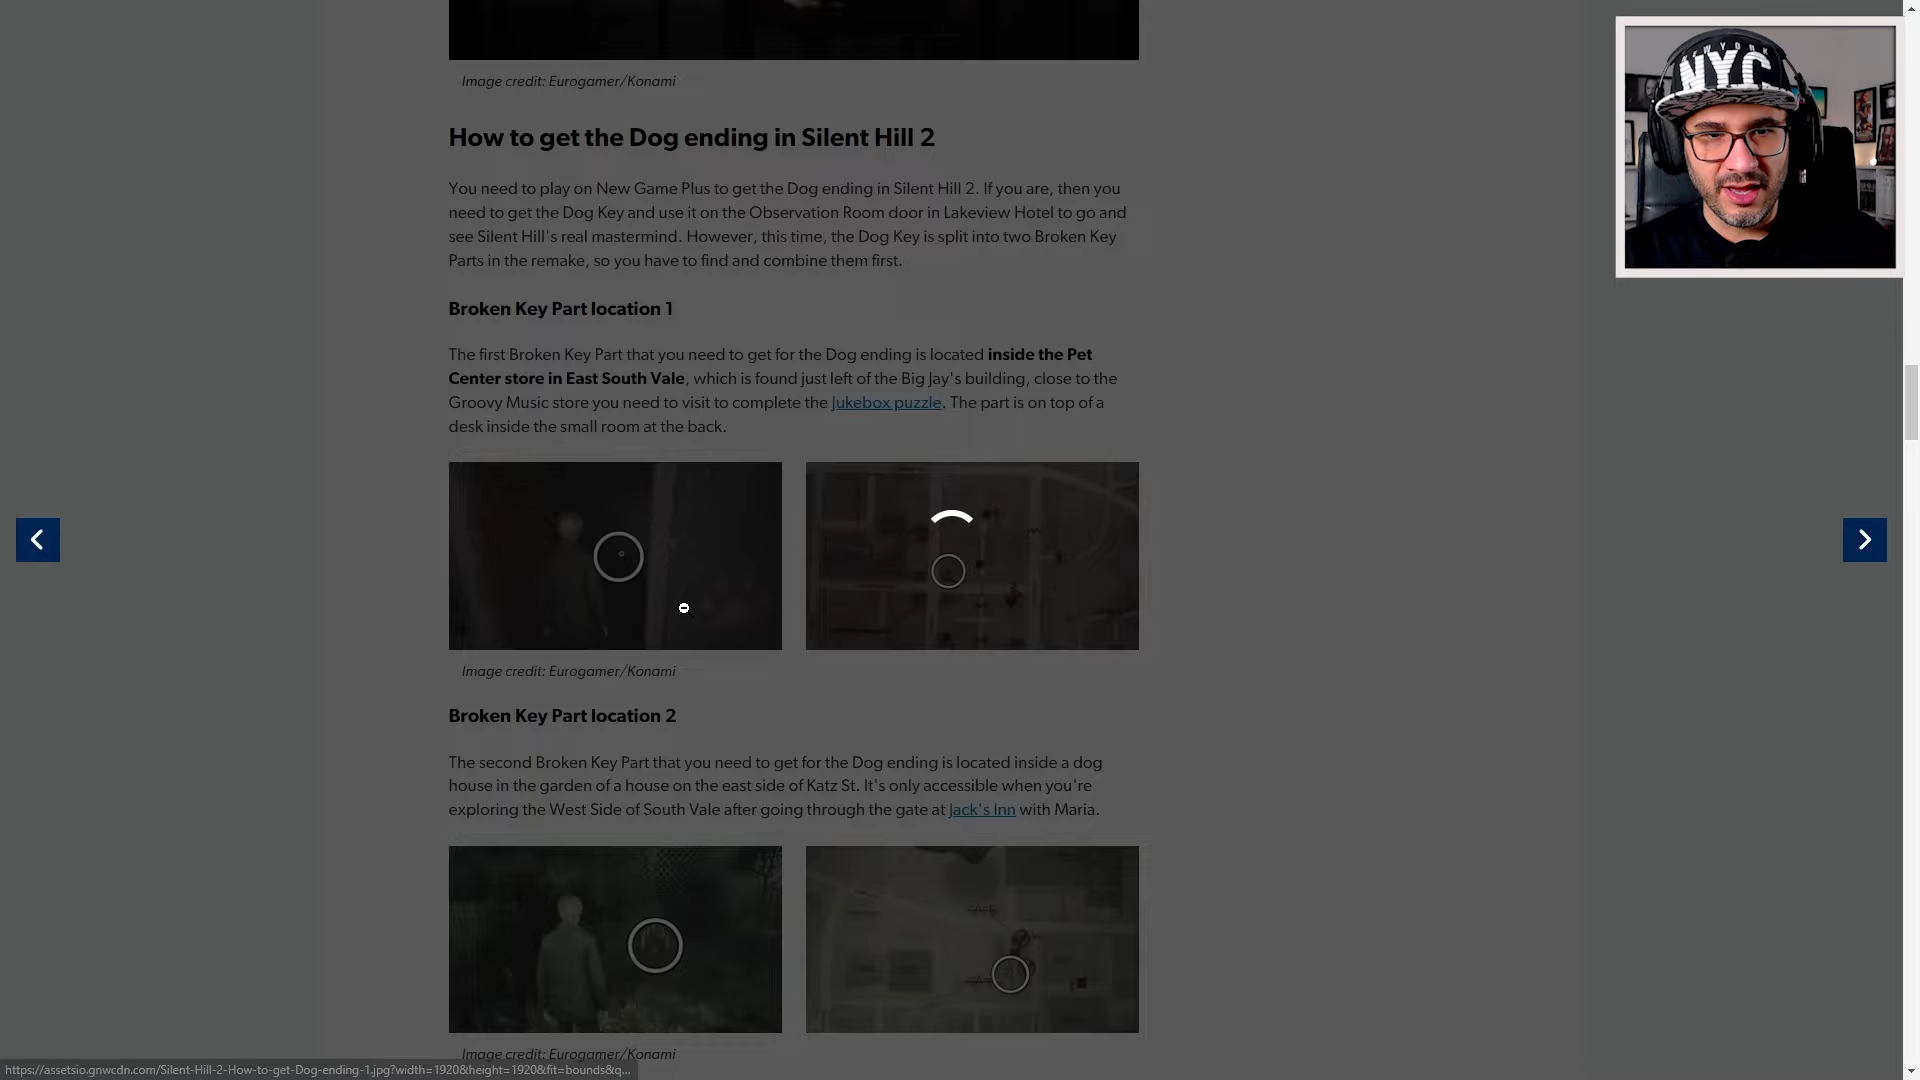 Image credit: Eurogamer/Konami
NEW YORK
NYC
How to get the Dog ending in Silent Hill 2
You need to play on New Game Plus to get the Dog ending in Silent Hill 2. If you are, then you
need to get the Dog Key and use it on the Observation Room door in Lakeview Hotel to go and
see Silent Hill's real mastermind. However, this time, the Dog Key is split into two Broken Key
Parts in the remake, so you have to find and combine them first.
Broken Key Part location 1
The first Broken Key Part that you need to get for the Dog ending is located inside the Pet
Center store in East South Vale, which is found just left of the Big Jay's building, close to the
Groovy Music store you need to visit to complete the Jukebox puzzle. The part is on top of a
desk inside the small room at the back.
Image credit: Eurogamer/Konami
Broken Key Part location 2
The second Broken Key Part that you need to get for the Dog ending is located inside a dog
house in the garden of a house on the east side of Katz St. It's only accessible when you're
exploring the West Side of South Vale after going through the gate at Jack's Inn with Maria.
Image credit: Eurogamer/Konami
https://assetsio.gnwcdn.com/Silent-Hill-2-How-to-get-Dog-ending-1.jpg?width=1920&height=1920&fit=bounds&q...